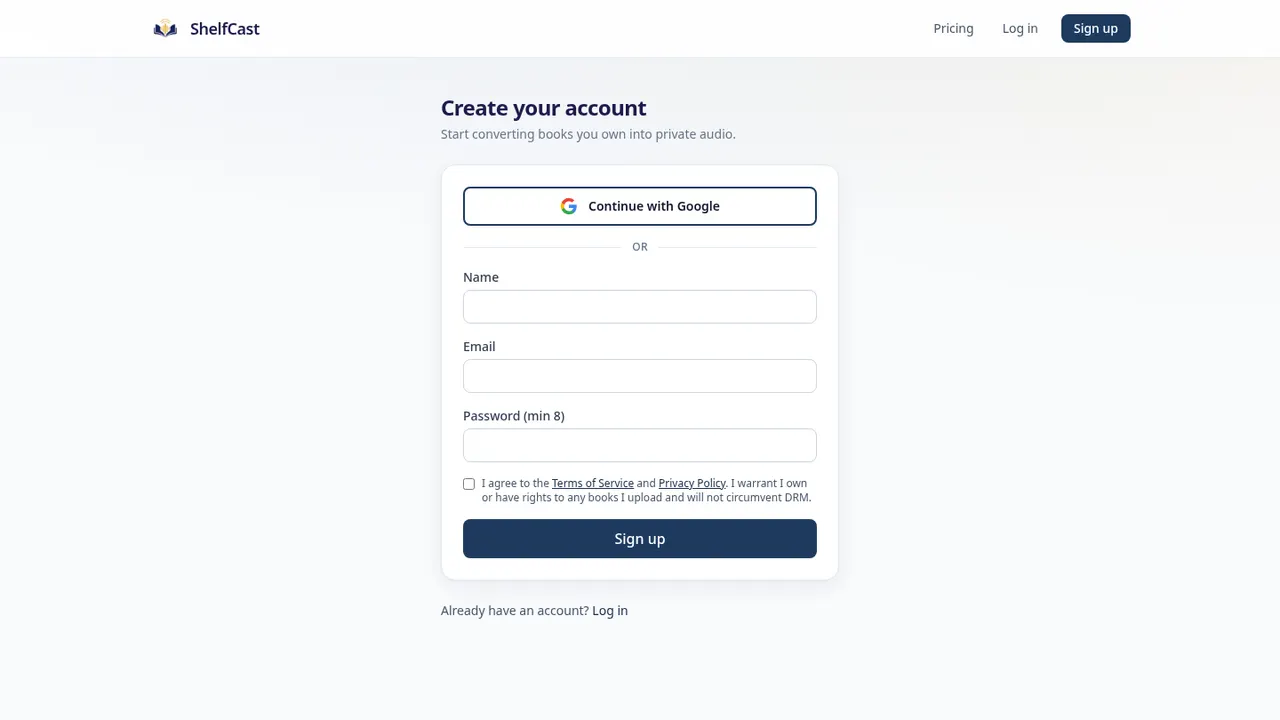 ShelfCast
Pricing
Log in
Sign up
Create your account
Start converting books you own into private audio.
Continue with Google
OR
Name
Email
Password (min 8)
I agree to the Terms of Service and Privacy Policy. I warrant I own
or have rights to any books I upload and will not circumvent DRM.
Sign up
Already have an account? Log in